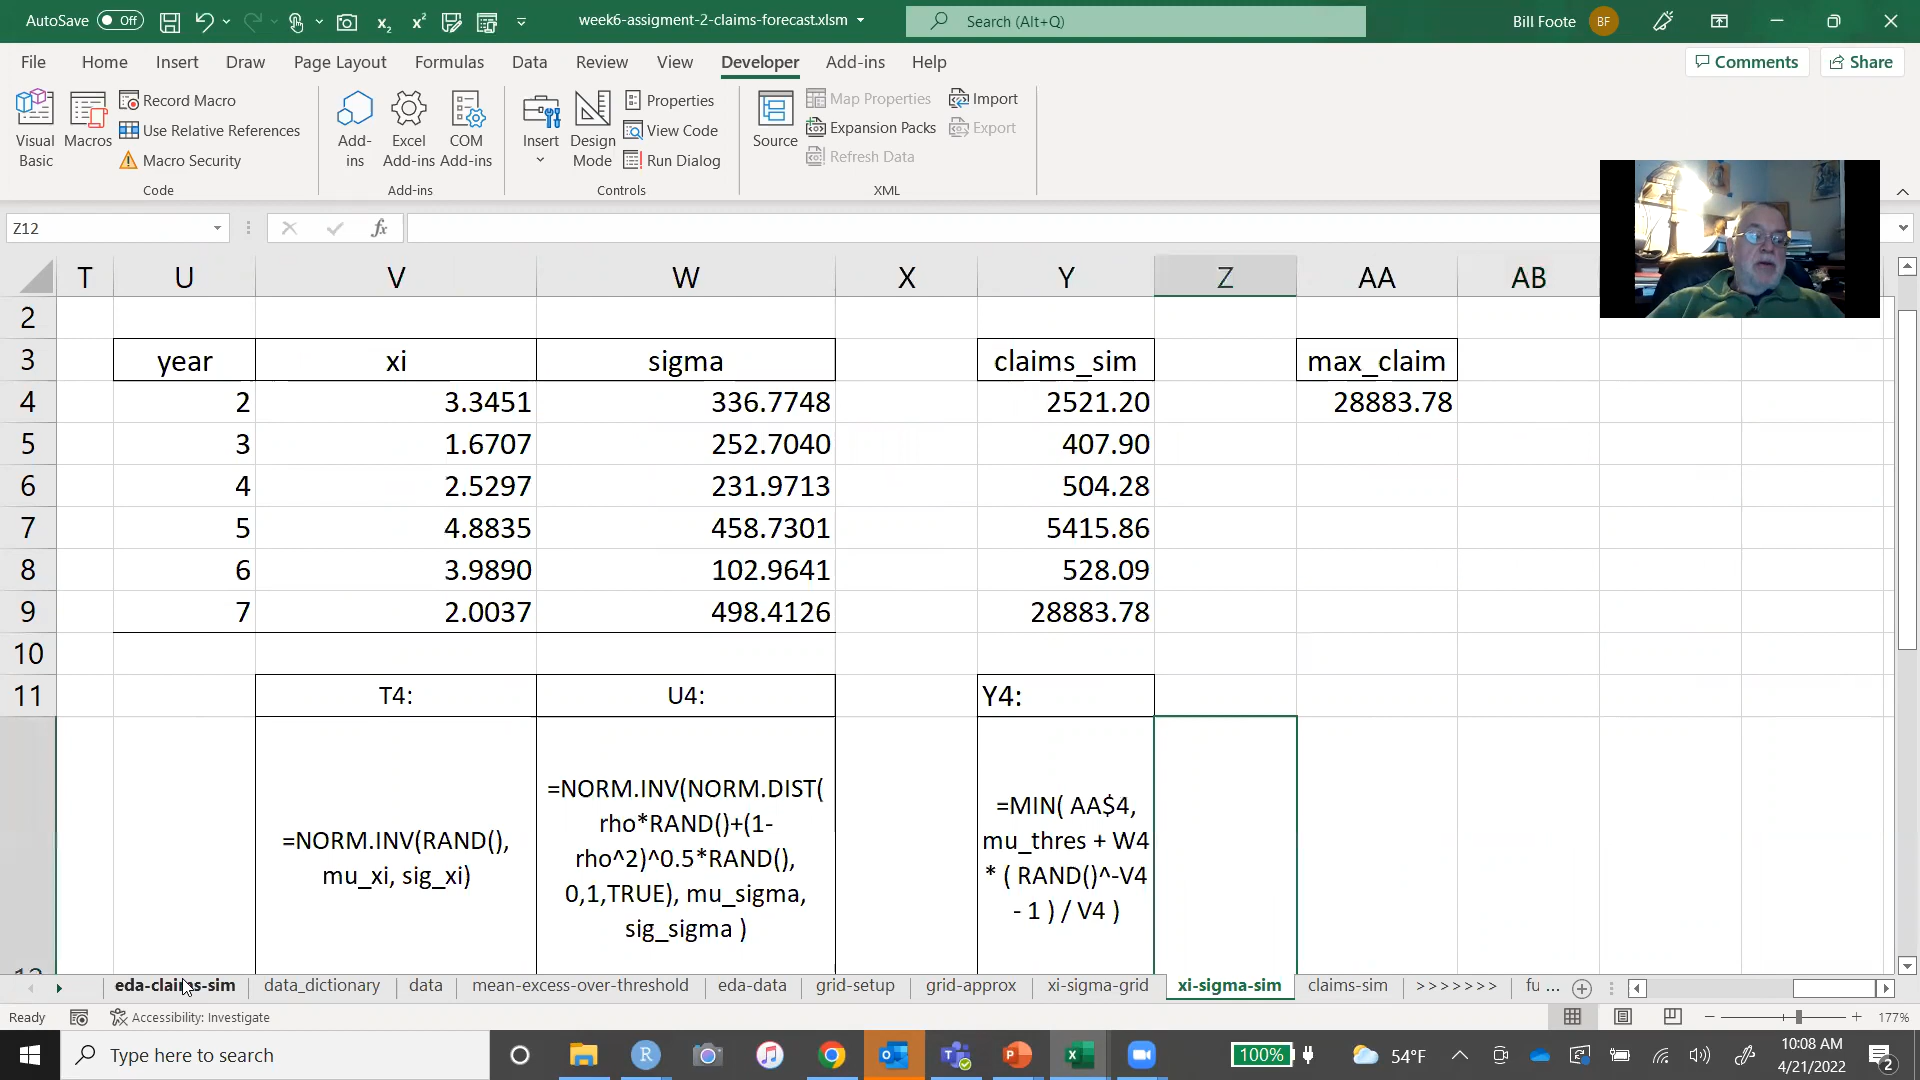 AutoSave Off
week6-assigment-2-claims-forecast.xlsm
Search (Alt+Q)
Bill Foote BF
File Home Insert Draw Page Layout Formulas Data Review View Developer Add-ins Help
Comments Share
Visual Basic
Macros
Record Macro
Use Relative References
Macro Security
Code
Add-ins
Excel Add-ins
COM Add-ins
Add-ins
Insert
Design Mode
Properties
View Code
Run Dialog
Controls
Source
Map Properties
Expansion Packs
Refresh Data
Import
Export
XML
Z12
fx
T U V W X Y Z AA AB
2
3 year xi sigma claims_sim max_claim
4 2 3.3451 336.7748 2521.20 28883.78
5 3 1.6707 252.7040 407.90
6 4 2.5297 231.9713 504.28
7 5 4.8835 458.7301 5415.86
8 6 3.9890 102.9641 528.09
9 7 2.0037 498.4126 28883.78
10
11 T4: U4: Y4:
=NORM.INV(RAND(),
mu_xi, sig_xi)
=NORM.INV(NORM.DIST(
rho*RAND()+(1-
rho^2)^0.5*RAND(),
0,1,TRUE), mu_sigma,
sig_sigma )
=MIN( AA$4,
mu_thres + W4
* ( RAND()^-V4
- 1 ) / V4 )
12
eda-claims-sim data_dictionary data mean-excess-over-threshold eda-data grid-setup grid-approx xi-sigma-grid xi-sigma-sim claims-sim >>>>>>> fu ...
Ready Accessibility: Investigate 177%
Type here to search
100% 54°F
10:08 AM
4/21/2022
2